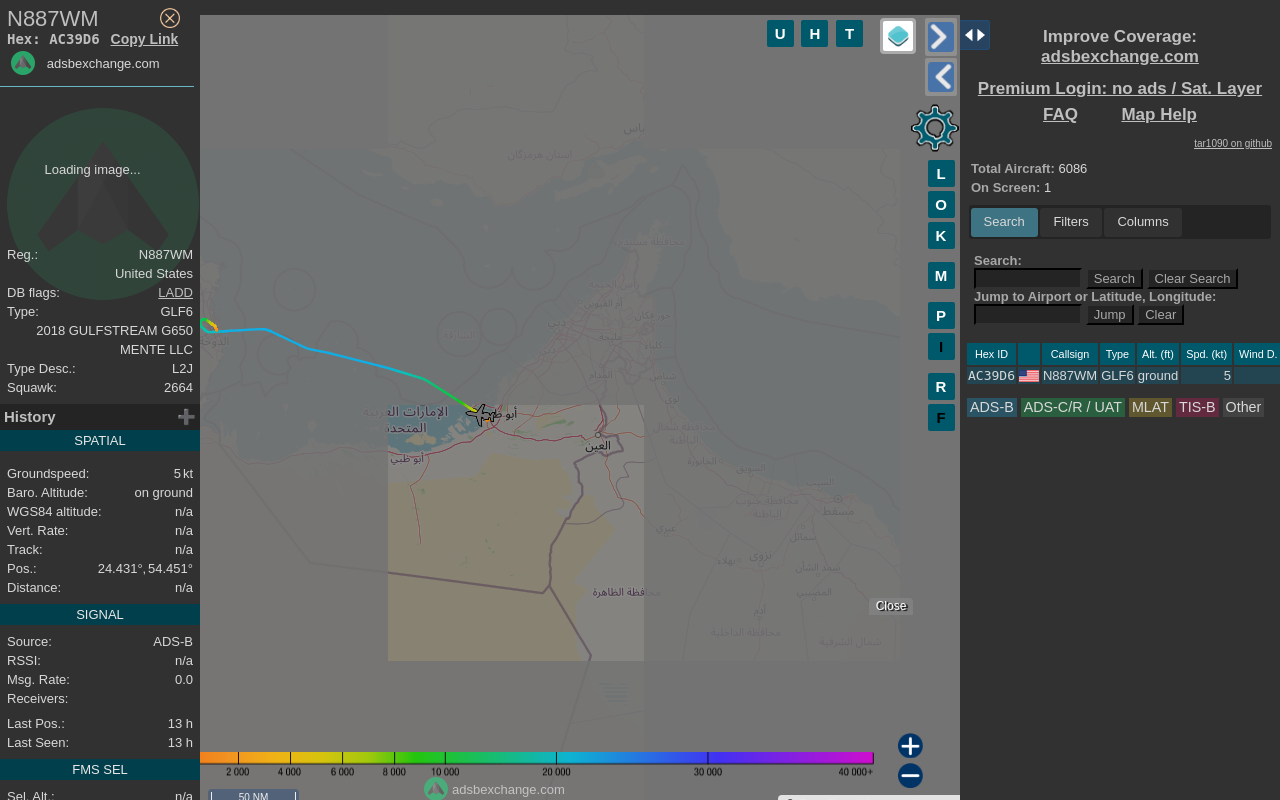 N887WM
Hex: AC39D6 Copy Link
adsbexchange.com
Loading image...
Reg.: N887WM
United States
DB flags: LADD
Type: GLF6
2018 GULFSTREAM G650
MENTE LLC
Type Desc.: L2J
Squawk: 2664
History
SPATIAL
Groundspeed: 5 kt
Baro. Altitude: on ground
WGS84 altitude: n/a
Vert. Rate: n/a
Track: n/a
Pos.: 24.431°, 54.451°
Distance: n/a
SIGNAL
Source: ADS-B
RSSI: n/a
Msg. Rate: 0.0
Receivers:
Last Pos.: 13 h
Last Seen: 13 h
FMS SEL
Sel. Alt.: n/a
U H T
L
O
K
M
P
I
R
F
الإمارات العربية
المتحدة
أبو ظبي
العين
محافظة الظاهرة
مسقط
نزوى
عبري
Close
2 000 4 000 6 000 8 000 10 000 20 000 30 000 40 000+
adsbexchange.com
50 NM
Improve Coverage:
adsbexchange.com
Premium Login: no ads / Sat. Layer
FAQ Map Help
tar1090 on github
Total Aircraft: 6086
On Screen: 1
Search Filters Columns
Search:
Search Clear Search
Jump to Airport or Latitude, Longitude:
Jump Clear
Hex ID Callsign Type Alt. (ft) Spd. (kt) Wind D.
AC39D6 N887WM GLF6 ground 5
ADS-B ADS-C/R / UAT MLAT TIS-B Other